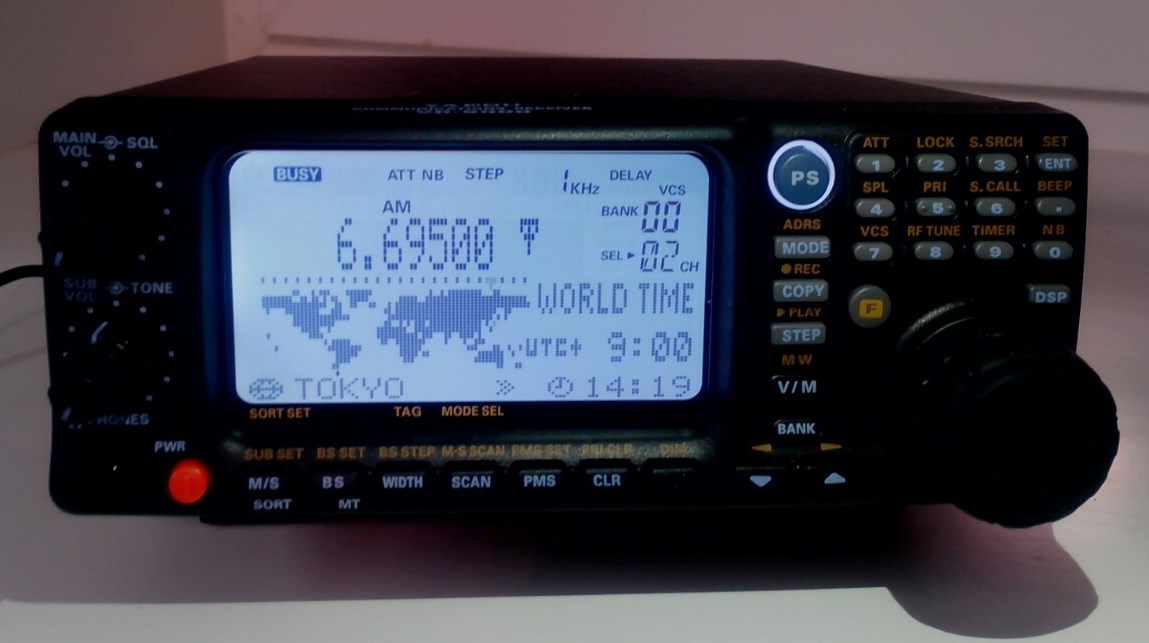 COMMUNICATIONS RECEIVER
MAIN VOL SQL
SUB VOL TONE
PHONES
PWR
BUSY ATT NB STEP 1 KHz DELAY
VCS
AM BANK 00
6.69500 SEL 02 CH
WORLD TIME
UTC+ 9:00
TOKYO » 14:19
SORT SET TAG MODE SEL
SUB SET BS SET BS STEP M-S SCAN PMS SET PRI CLR DIM
M/S BS WIDTH SCAN PMS CLR
SORT MT
PS
ADRS
MODE
REC
COPY
PLAY
STEP
MW
V/M
BANK
ATT LOCK S.SRCH SET
1 2 3 ENT
SPL PRI S.CALL BEEP
4 5 6 .
VCS RF TUNE TIMER NB
7 8 9 0
F
DSP